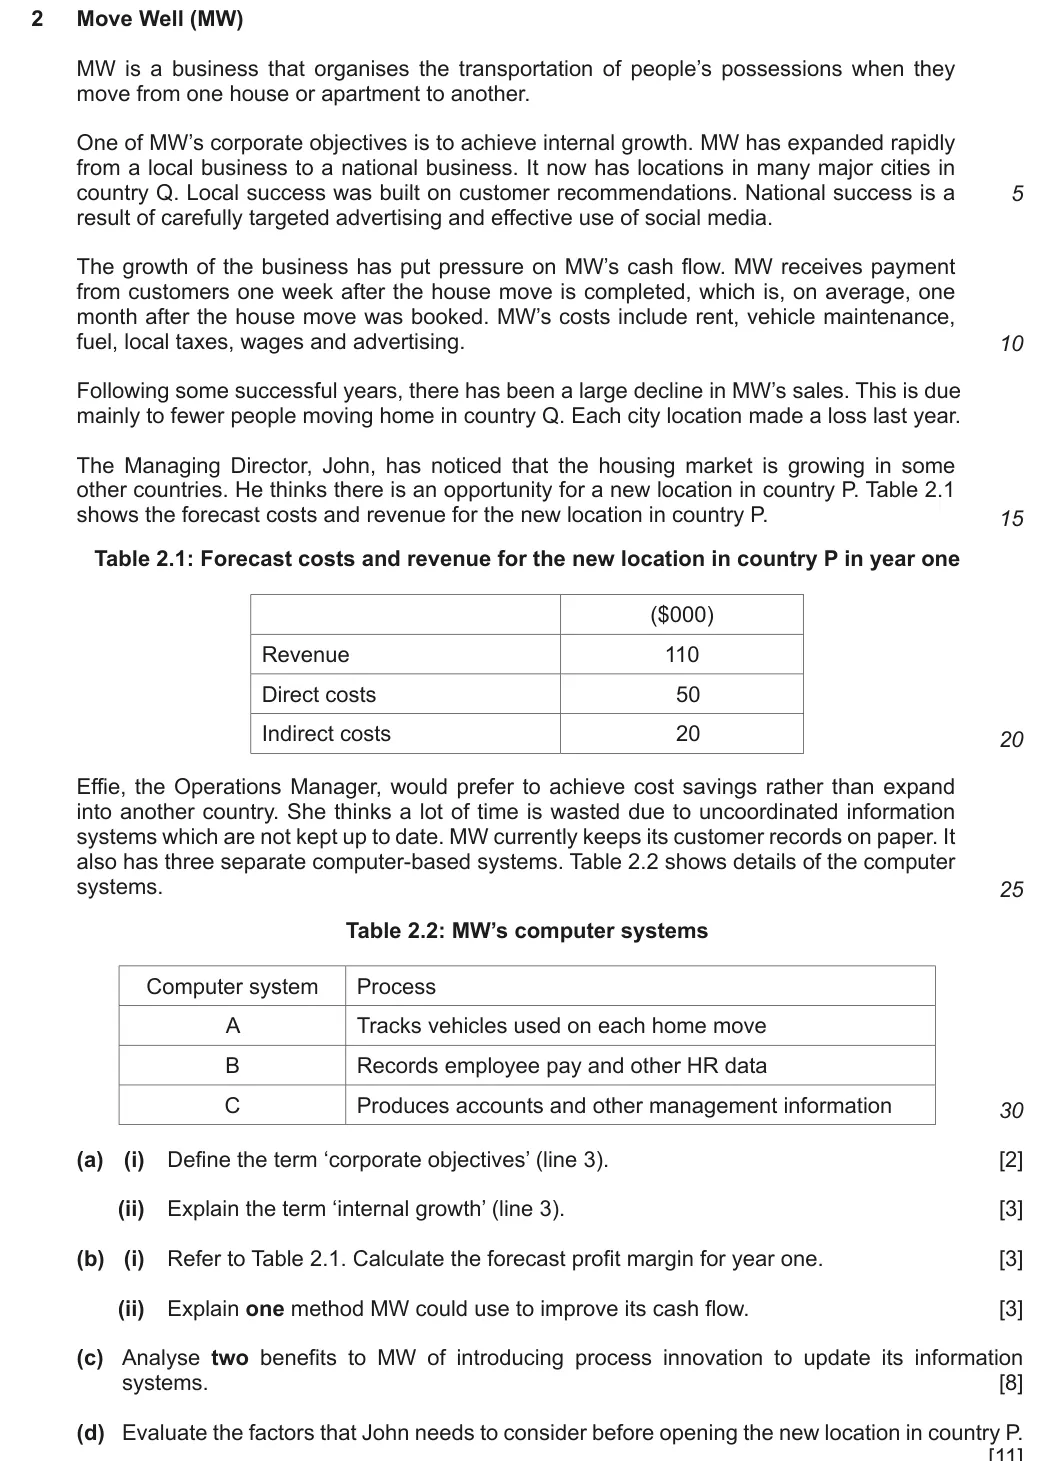 2 Move Well (MW)
MW is a business that organises the transportation of people’s possessions when they
move from one house or apartment to another.
One of MW’s corporate objectives is to achieve internal growth. MW has expanded rapidly
from a local business to a national business. It now has locations in many major cities in
country Q. Local success was built on customer recommendations. National success is a 5
result of carefully targeted advertising and effective use of social media.
The growth of the business has put pressure on MW’s cash flow. MW receives payment
from customers one week after the house move is completed, which is, on average, one
month after the house move was booked. MW’s costs include rent, vehicle maintenance,
fuel, local taxes, wages and advertising. 10
Following some successful years, there has been a large decline in MW’s sales. This is due
mainly to fewer people moving home in country Q. Each city location made a loss last year.
The Managing Director, John, has noticed that the housing market is growing in some
other countries. He thinks there is an opportunity for a new location in country P. Table 2.1
shows the forecast costs and revenue for the new location in country P. 15
Table 2.1: Forecast costs and revenue for the new location in country P in year one
($000)
Revenue 110
Direct costs 50
Indirect costs 20
20
Effie, the Operations Manager, would prefer to achieve cost savings rather than expand
into another country. She thinks a lot of time is wasted due to uncoordinated information
systems which are not kept up to date. MW currently keeps its customer records on paper. It
also has three separate computer-based systems. Table 2.2 shows details of the computer
systems. 25
Table 2.2: MW’s computer systems
Computer system Process
A Tracks vehicles used on each home move
B Records employee pay and other HR data
C Produces accounts and other management information
30
(a) (i) Define the term ‘corporate objectives’ (line 3). [2]
(ii) Explain the term ‘internal growth’ (line 3). [3]
(b) (i) Refer to Table 2.1. Calculate the forecast profit margin for year one. [3]
(ii) Explain one method MW could use to improve its cash flow. [3]
(c) Analyse two benefits to MW of introducing process innovation to update its information
systems. [8]
(d) Evaluate the factors that John needs to consider before opening the new location in country P.
[11]